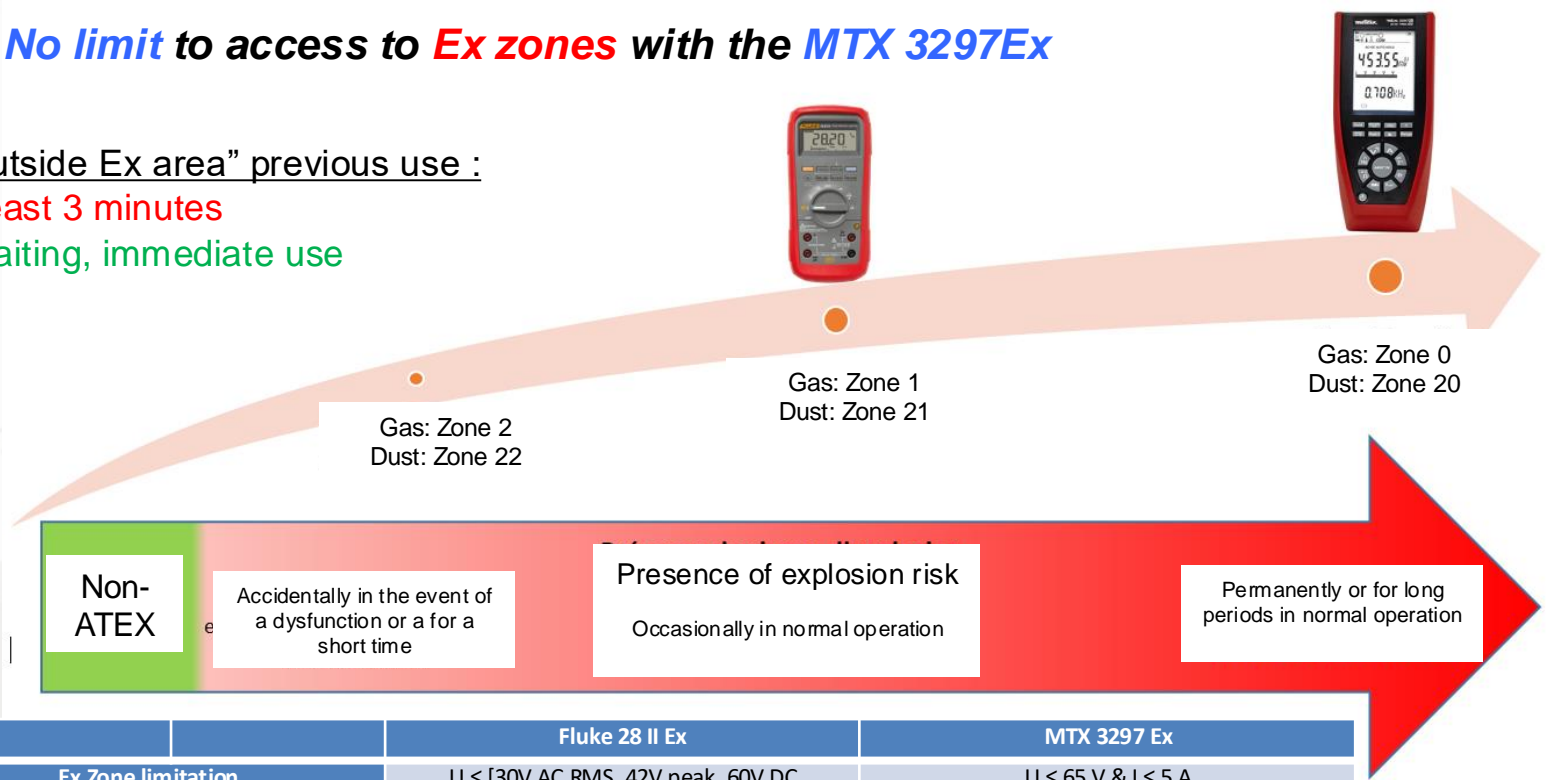 No limit to access to Ex zones with the MTX 3297Ex
utside Ex area” previous use :
east 3 minutes
aiting, immediate use
28.20
453.55
0.708KHz
Gas: Zone 0
Dust: Zone 20
Gas: Zone 1
Dust: Zone 21
Gas: Zone 2
Dust: Zone 22
Non-
ATEX
Accidentally in the event of
a dysfunction or a for a
short time
Presence of explosion risk
Occasionally in normal operation
Permanently or for long
periods in normal operation
Fluke 28 II Ex
MTX 3297 Ex
Ex Zone limitation
U < [30V AC RMS, 42V peak, 60V DC
U < 65 V & I < 5 A